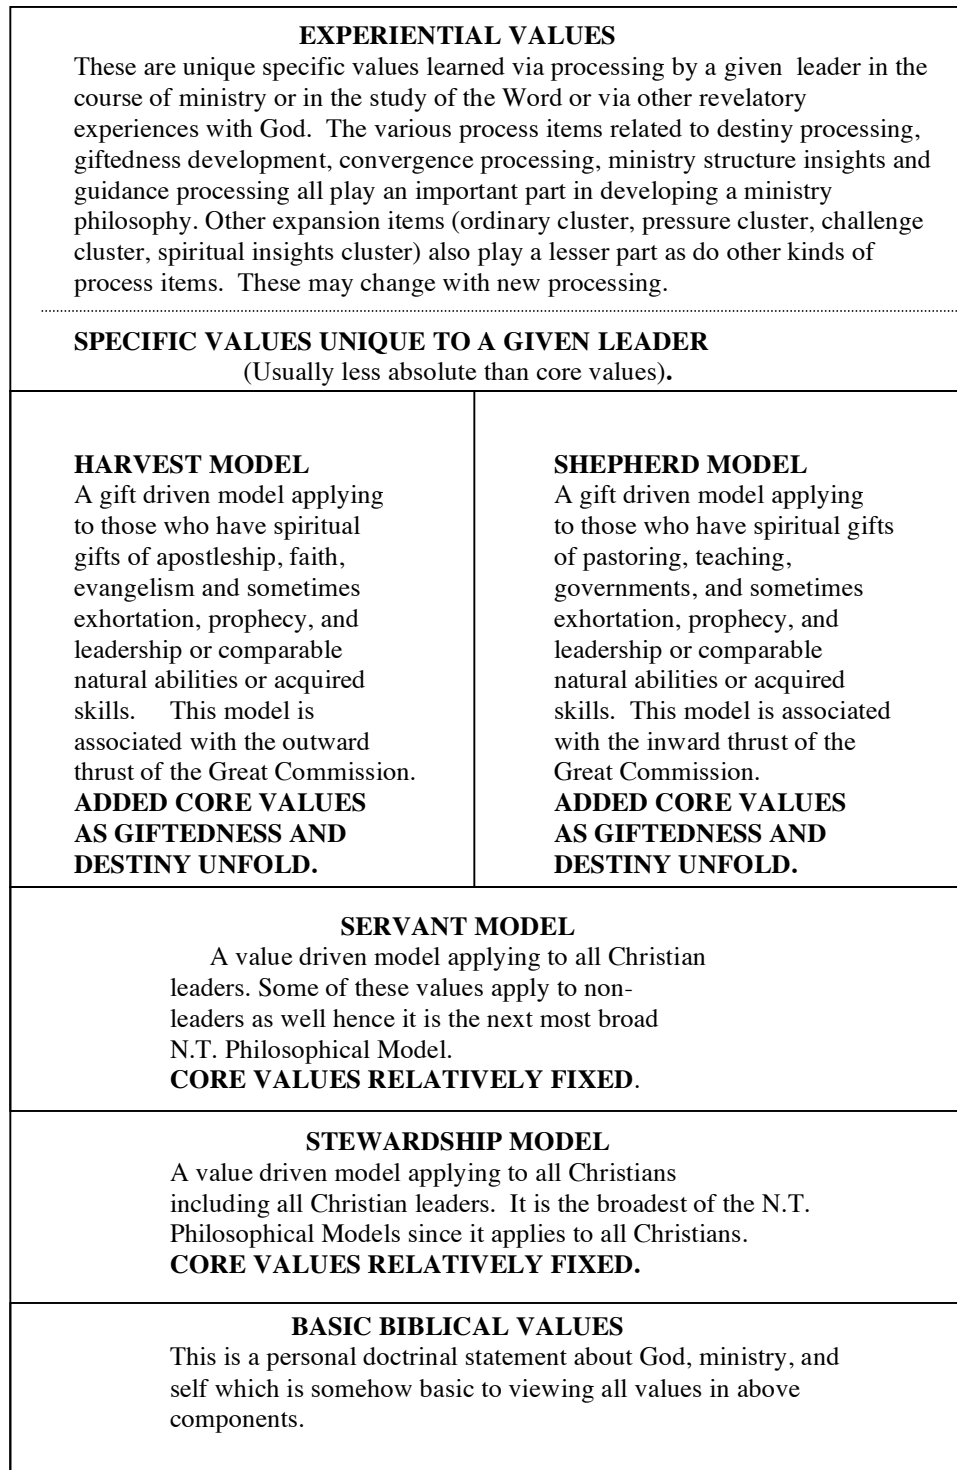 EXPERIENTIAL VALUES
These are unique specific values learned via processing by a given  leader in the
course of ministry or in the study of the Word or via other revelatory
experiences with God.  The various process items related to destiny processing,
giftedness development, convergence processing, ministry structure insights and
guidance processing all play an important part in developing a ministry
philosophy. Other expansion items (ordinary cluster, pressure cluster, challenge
cluster, spiritual insights cluster) also play a lesser part as do other kinds of
process items.  These may change with new processing.
SPECIFIC VALUES UNIQUE TO A GIVEN LEADER
(Usually less absolute than core values).
HARVEST MODEL
A gift driven model applying
to those who have spiritual
gifts of apostleship, faith,
evangelism and sometimes
exhortation, prophecy, and
leadership or comparable
natural abilities or acquired
skills.    This model is
associated with the outward
thrust of the Great Commission.
ADDED CORE VALUES
AS GIFTEDNESS AND
DESTINY UNFOLD.
SHEPHERD MODEL
A gift driven model applying
to those who have spiritual gifts
of pastoring, teaching,
governments, and sometimes
exhortation, prophecy, and
leadership or comparable
natural abilities or acquired
skills.  This model is associated
with the inward thrust of the
Great Commission.
ADDED CORE VALUES
AS GIFTEDNESS AND
DESTINY UNFOLD.
SERVANT MODEL
A value driven model applying to all Christian
leaders. Some of these values apply to non-
leaders as well hence it is the next most broad
N.T. Philosophical Model.
CORE VALUES RELATIVELY FIXED.
STEWARDSHIP MODEL
A value driven model applying to all Christians
including all Christian leaders.  It is the broadest of the N.T.
Philosophical Models since it applies to all Christians.
CORE VALUES RELATIVELY FIXED.
BASIC BIBLICAL VALUES
This is a personal doctrinal statement about God, ministry, and
self which is somehow basic to viewing all values in above
components.